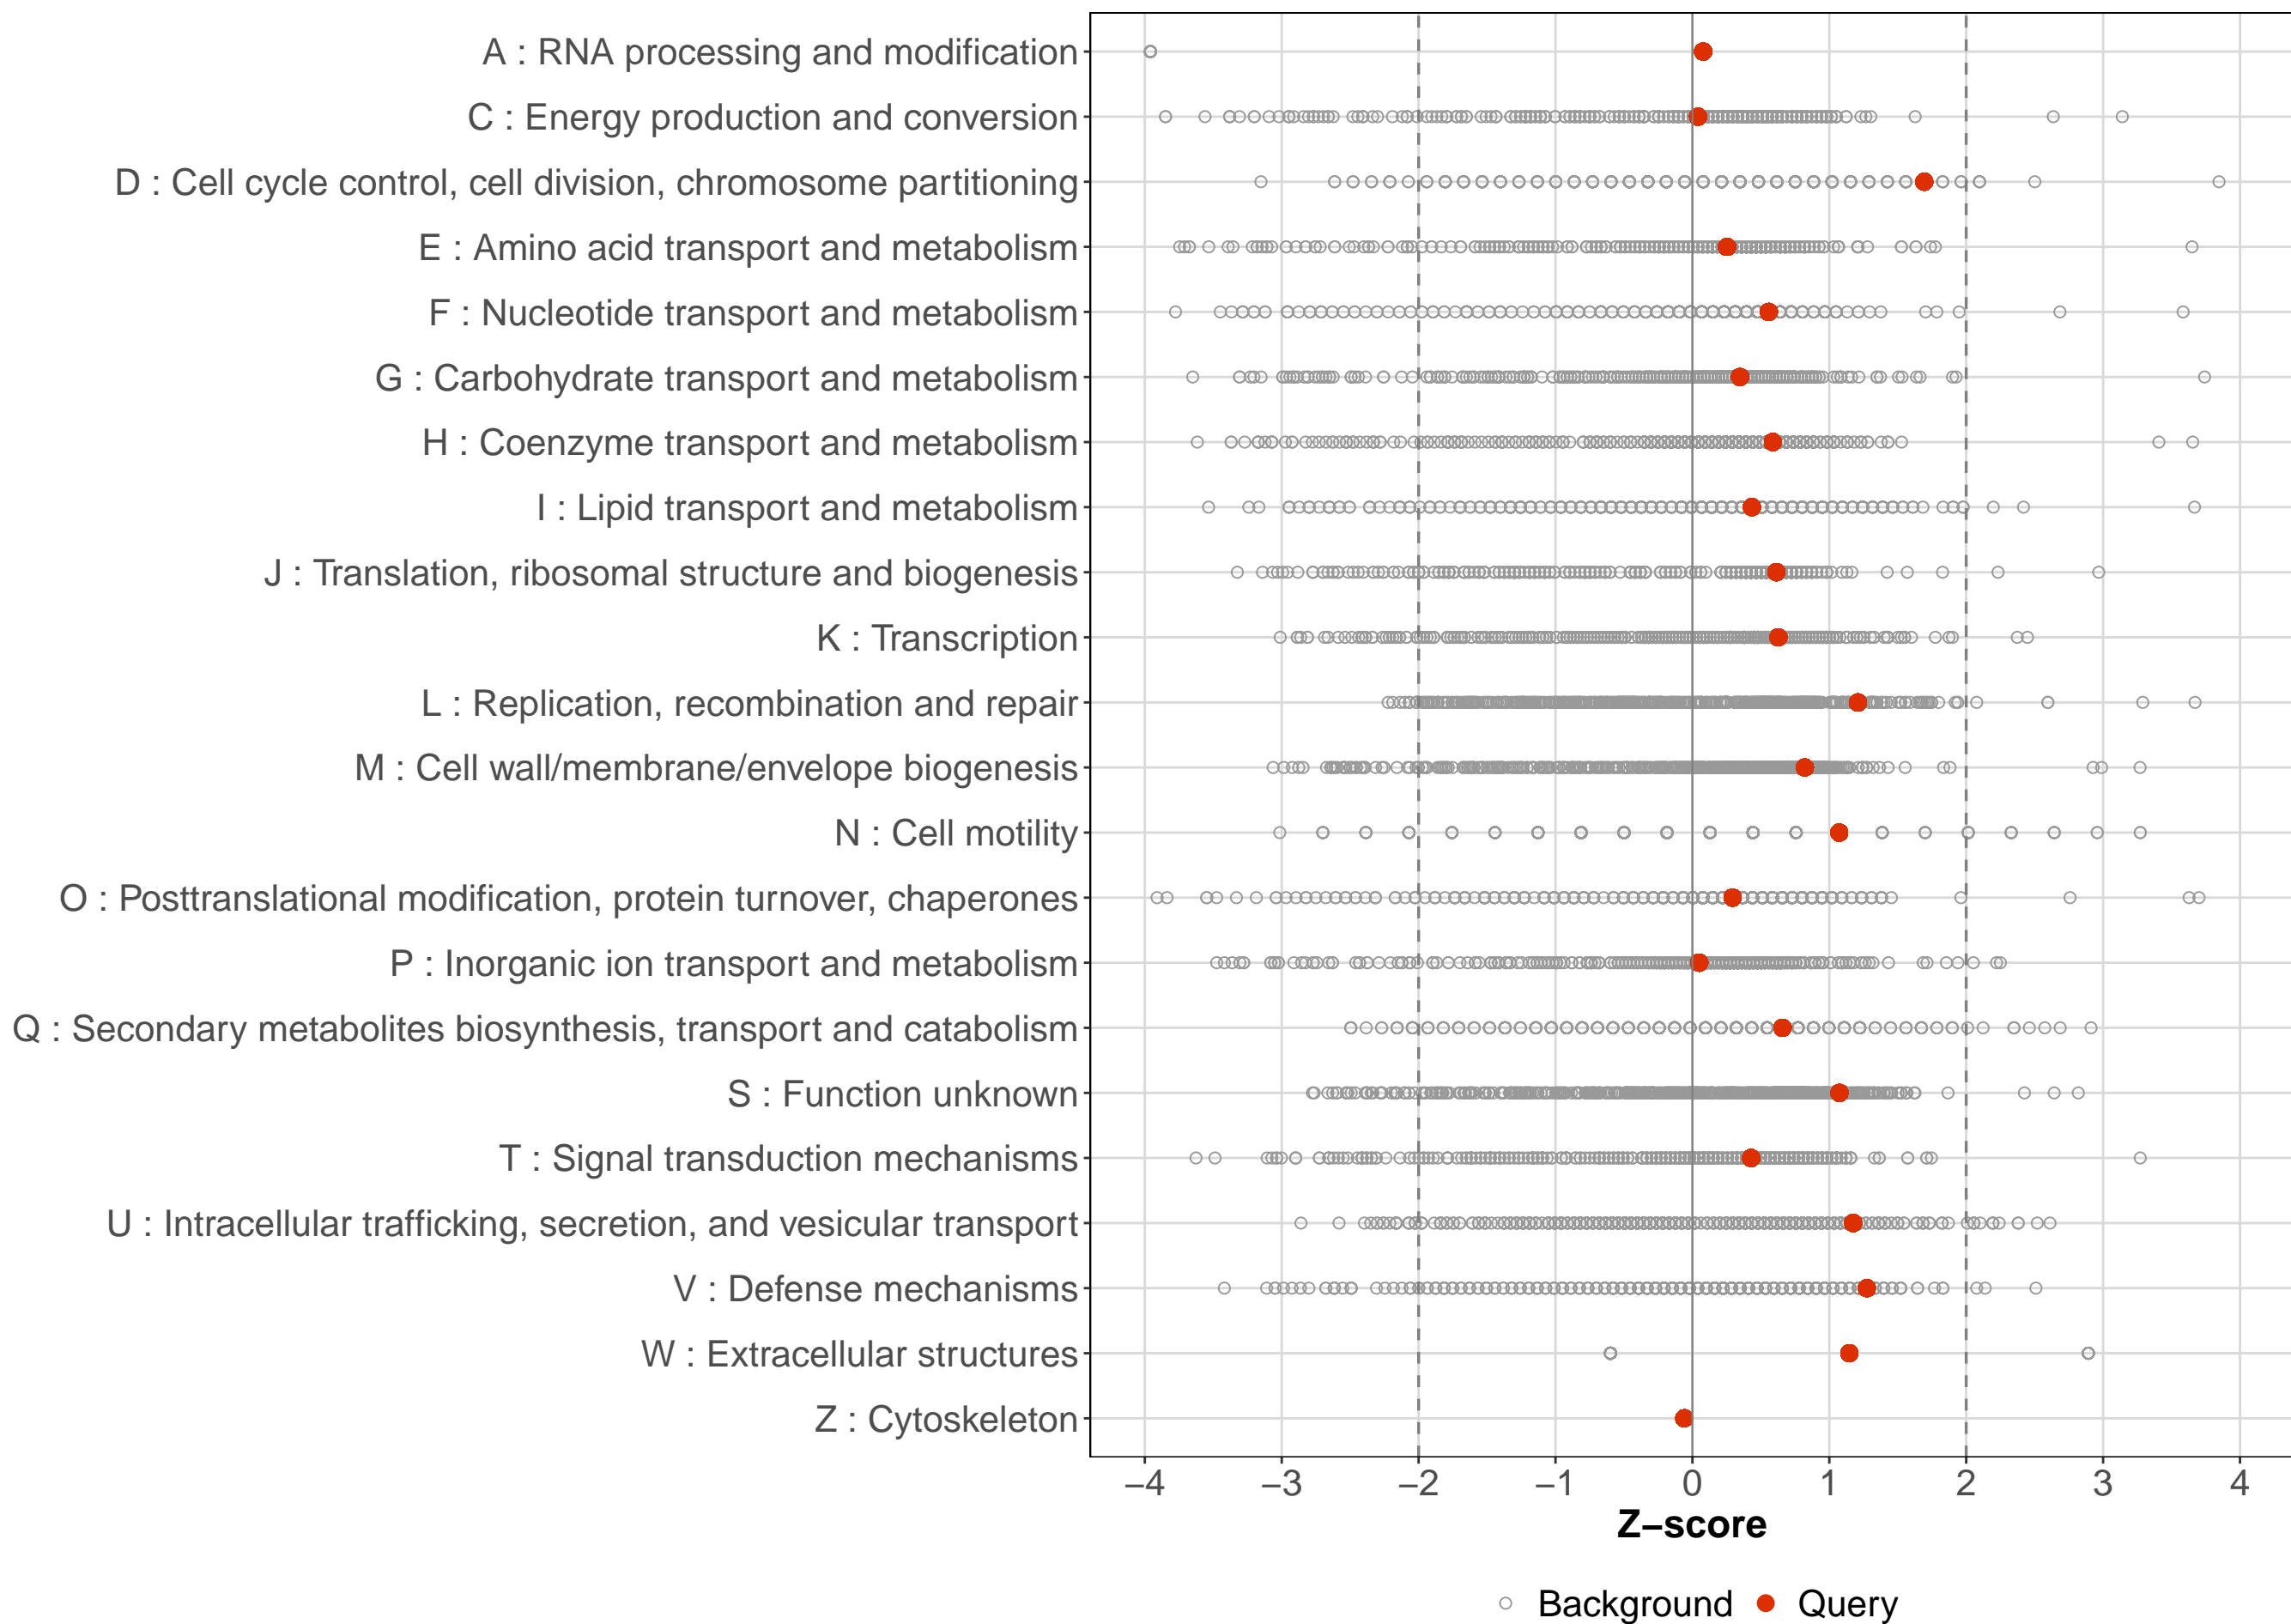 A : RNA processing and modification
C : Energy production and conversion
D : Cell cycle control, cell division, chromosome partitioning
E : Amino acid transport and metabolism
F : Nucleotide transport and metabolism
G : Carbohydrate transport and metabolism
H : Coenzyme transport and metabolism
I : Lipid transport and metabolism
J : Translation, ribosomal structure and biogenesis
K : Transcription
L : Replication, recombination and repair
M : Cell wall/membrane/envelope biogenesis
N : Cell motility
O : Posttranslational modification, protein turnover, chaperones
P : Inorganic ion transport and metabolism
Q : Secondary metabolites biosynthesis, transport and catabolism
S : Function unknown
T : Signal transduction mechanisms
U : Intracellular trafficking, secretion, and vesicular transport
V : Defense mechanisms
W : Extracellular structures
Z : Cytoskeleton
−4 −3 −2 −1 0 1 2 3 4
Z−score
Background Query